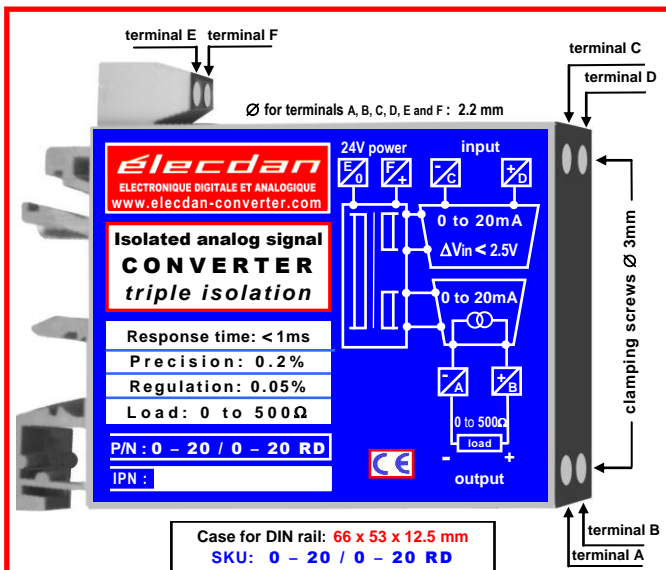 terminal E terminal F
terminal C
terminal D
Ø for terminals A, B, C, D, E and F : 2.2 mm
élecdan
ELECTRONIQUE DIGITALE ET ANALOGIQUE
www.elecdan-converter.com
24V power input
E 0 F + - C + D
0 to 20mA
ΔVin < 2.5V
Isolated analog signal
CONVERTER
triple isolation
0 to 20mA
Response time: < 1ms
Precision: 0.2%
Regulation: 0.05%
Load: 0 to 500Ω
- A + B
0 to 500Ω
load
- +
output
P/N : 0 – 20 / 0 – 20 RD
IPN :
CE
clamping screws Ø 3mm
terminal B
terminal A
Case for DIN rail: 66 x 53 x 12.5 mm
SKU: 0 – 20 / 0 – 20 RD